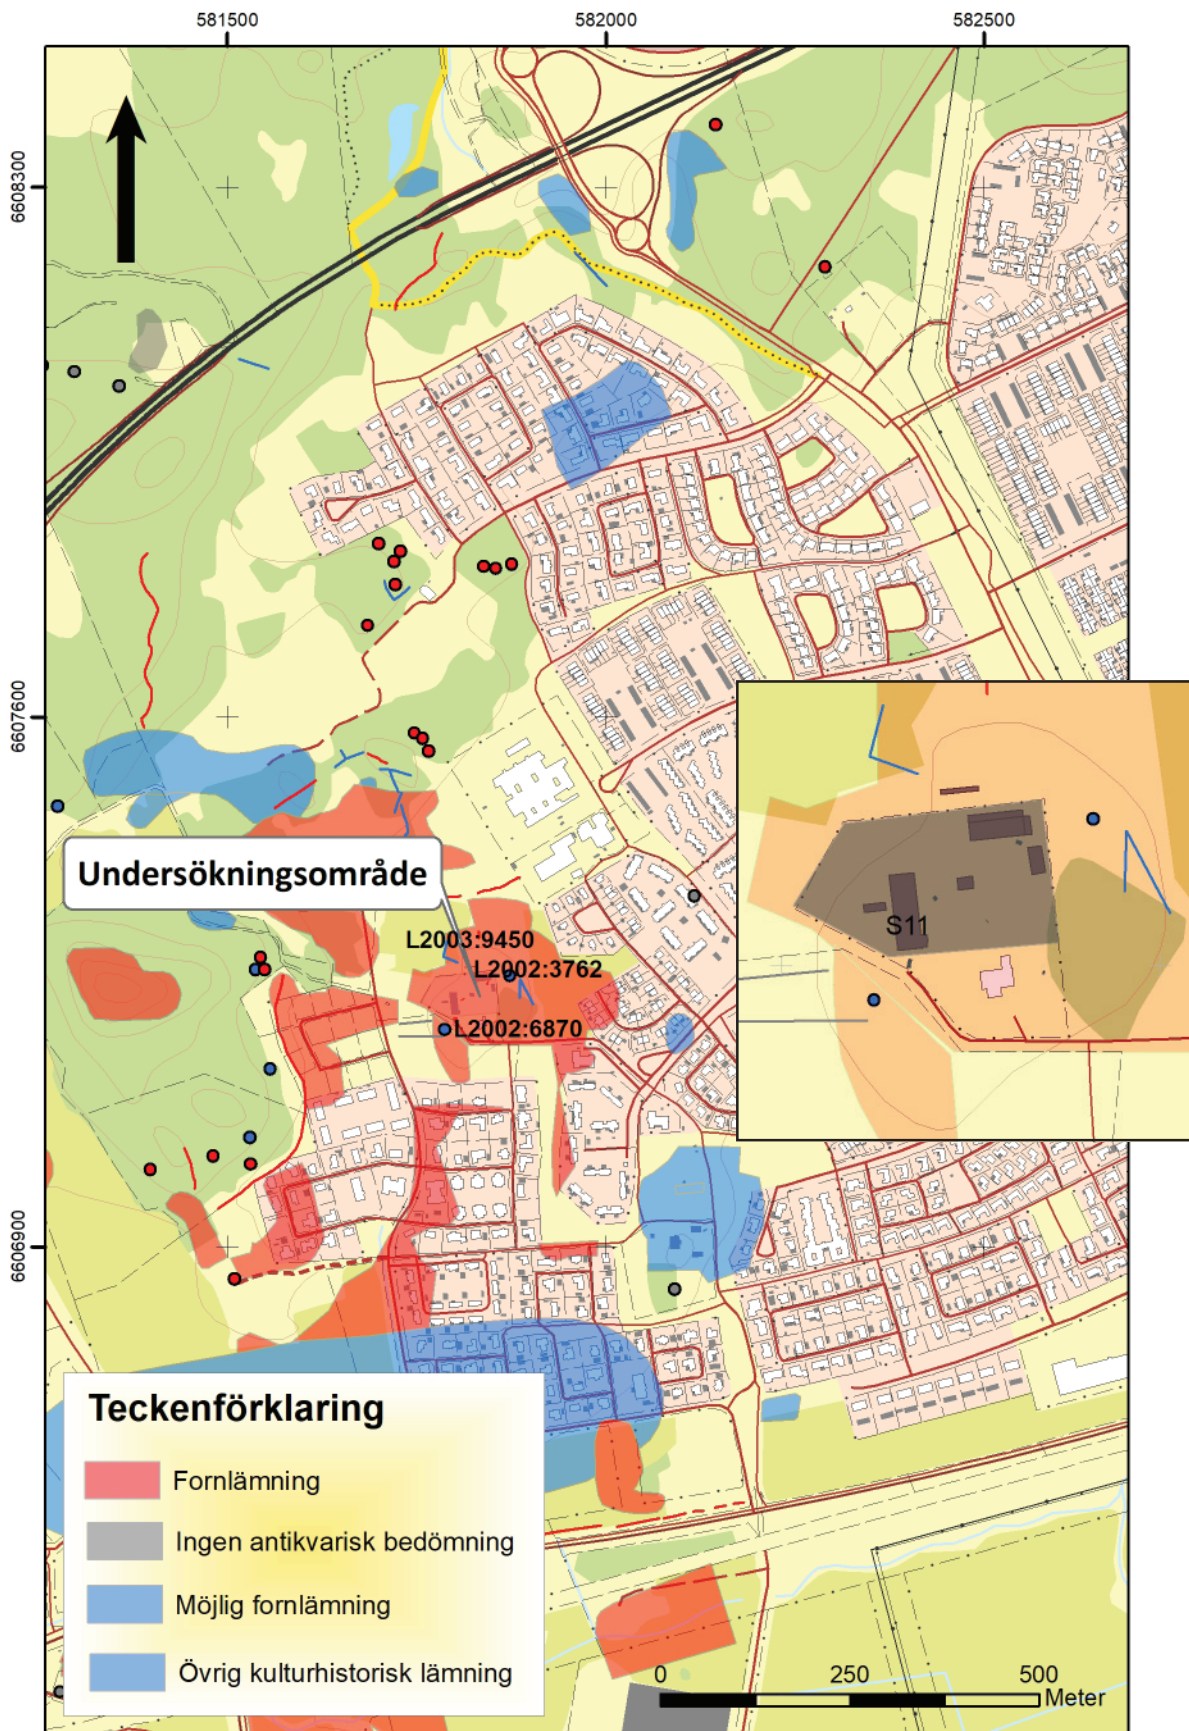 581500 582000 582500
6608300
6607600
Undersökningsområde
L2003:9450
L2002:3762
L2002:6870
S11
6606900
Teckenförklaring
Fornlämning
Ingen antikvarisk bedömning
Möjlig fornlämning
Övrig kulturhistorisk lämning
0 250 500
Meter